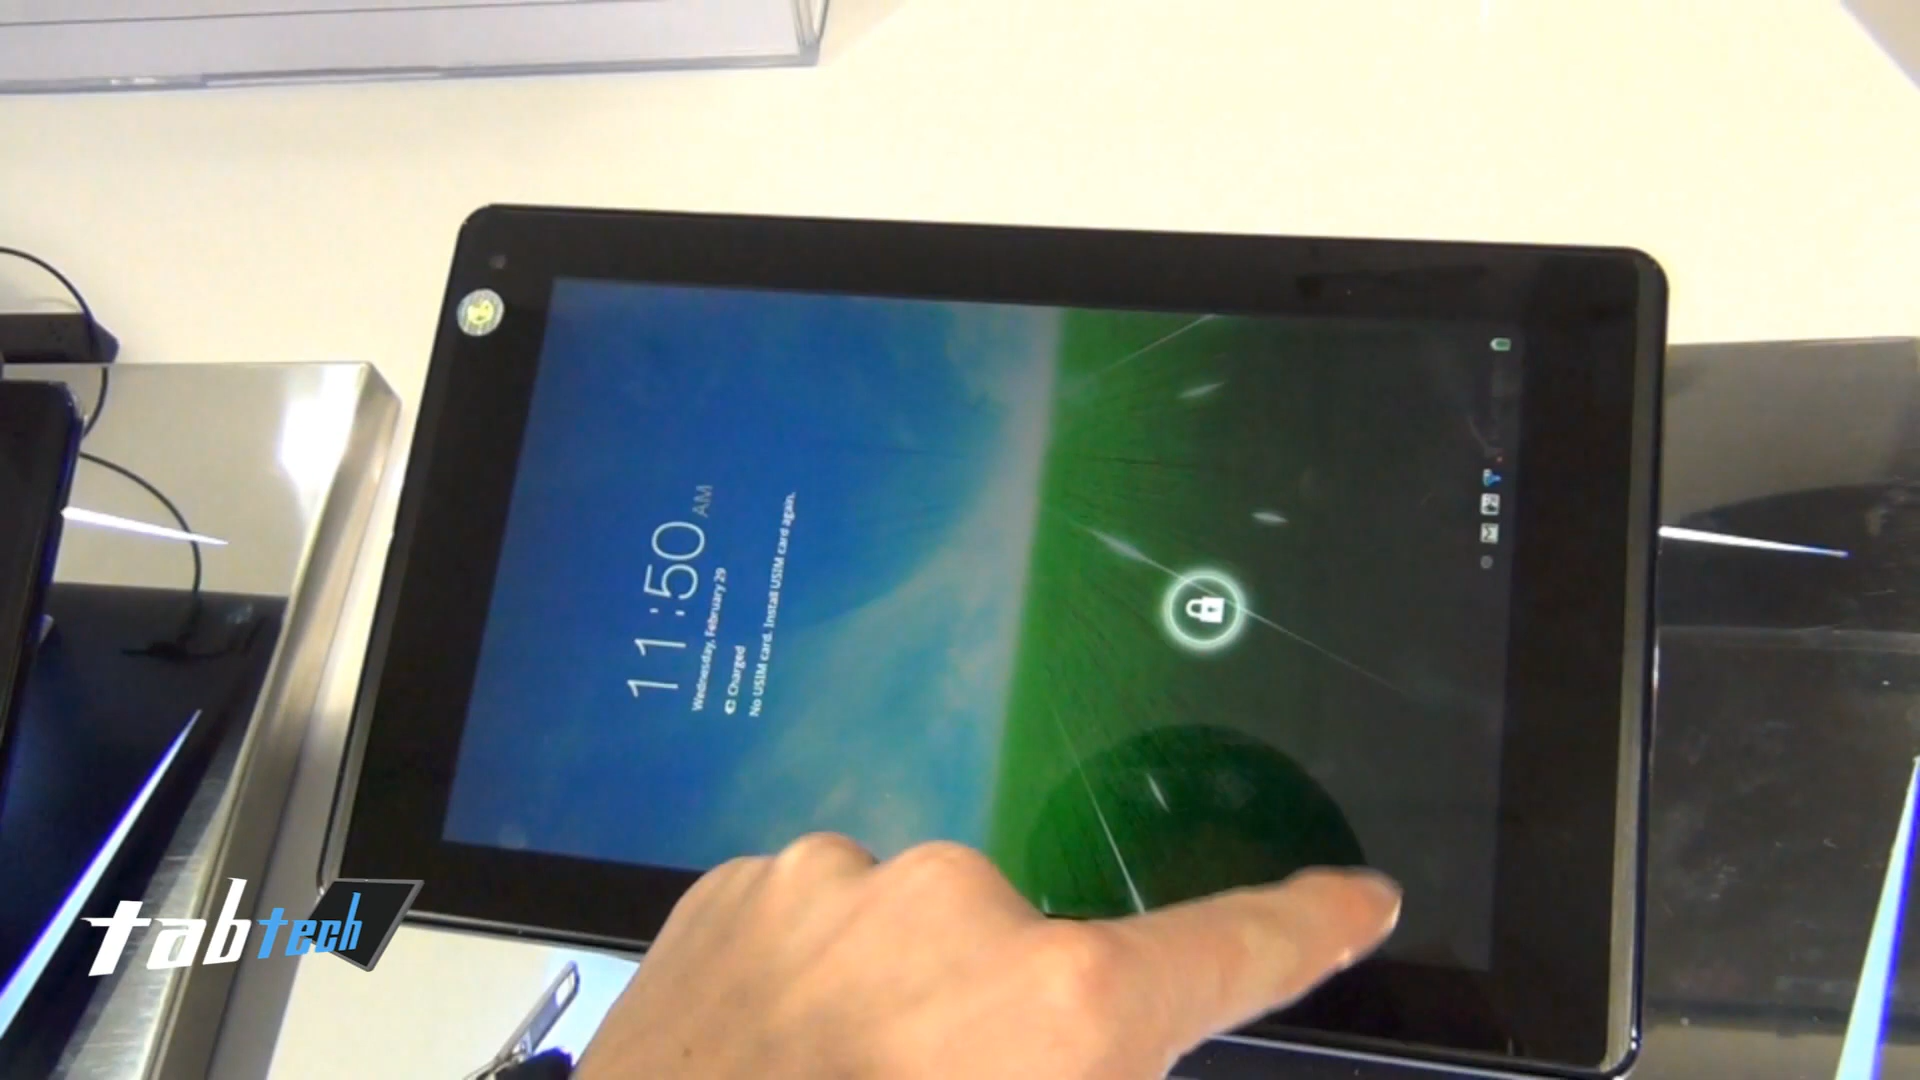 11:50 AM
Wednesday, February 29
Charged
No USIM card. Install USIM card again.
tabtech